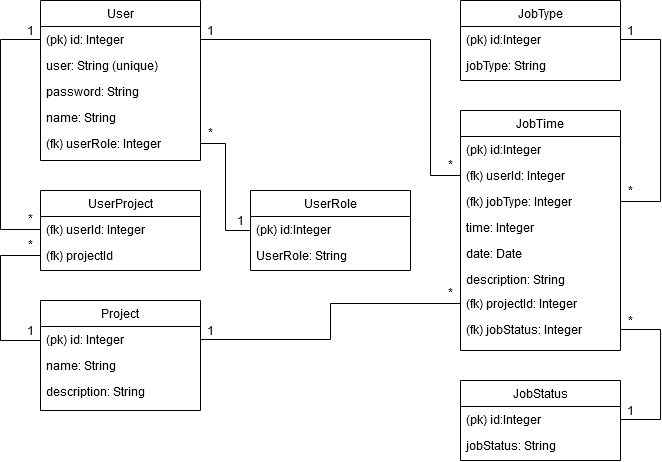 User
(pk) id: Integer
user: String (unique)
password: String
name: String
(fk) userRole: Integer
1
1
*
UserProject
(fk) userId: Integer
(fk) projectId
*
*
UserRole
(pk) id:Integer
UserRole: String
1
Project
(pk) id: Integer
name: String
description: String
1
1
JobType
(pk) id:Integer
jobType: String
1
JobTime
(pk) id:Integer
(fk) userId: Integer
(fk) jobType: Integer
time: Integer
date: Date
description: String
(fk) projectId: Integer
(fk) jobStatus: Integer
*
*
*
*
JobStatus
(pk) id:Integer
jobStatus: String
1